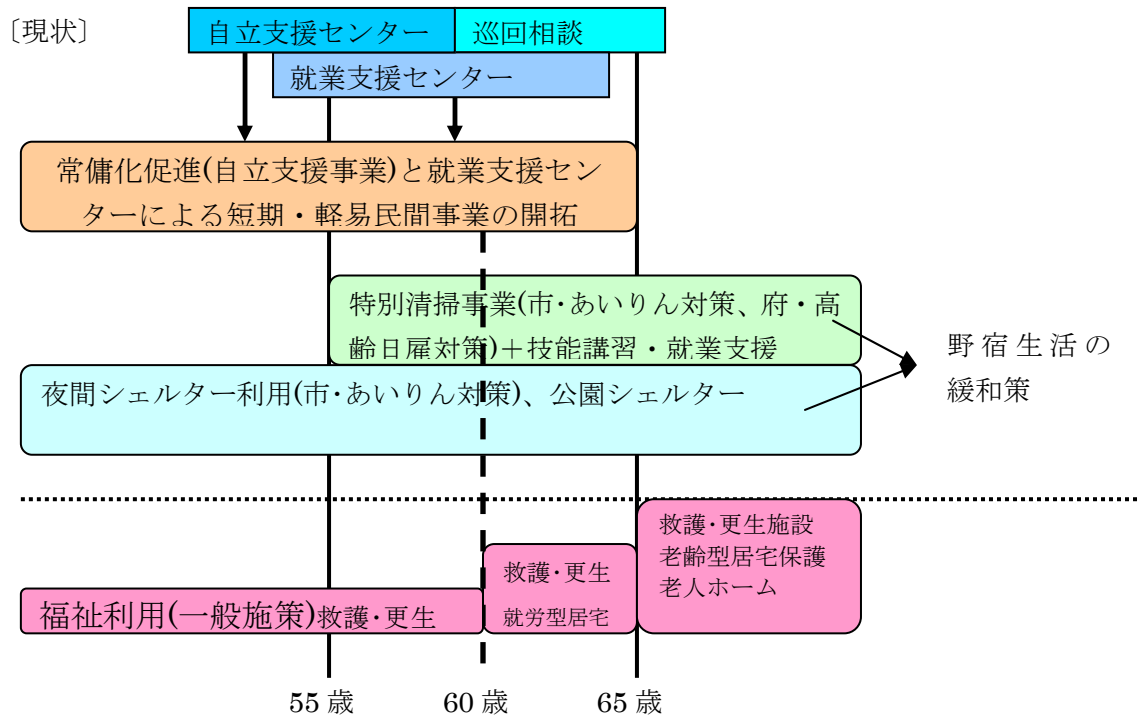 〔現状〕
自立支援センター
巡回相談
就業支援センター
常傭化促進(自立支援事業)と就業支援セン
ターによる短期・軽易民間事業の開拓
特別清掃事業(市・あいりん対策、府・高
齢日雇対策)＋技能講習・就業支援
夜間シェルター利用(市・あいりん対策)、公園シェルター
野宿生活の
緩和策
救護・更生施設
老齢型居宅保護
老人ホーム
救護・更生
就労型居宅
福祉利用(一般施策)救護・更生
55 歳
60 歳
65 歳